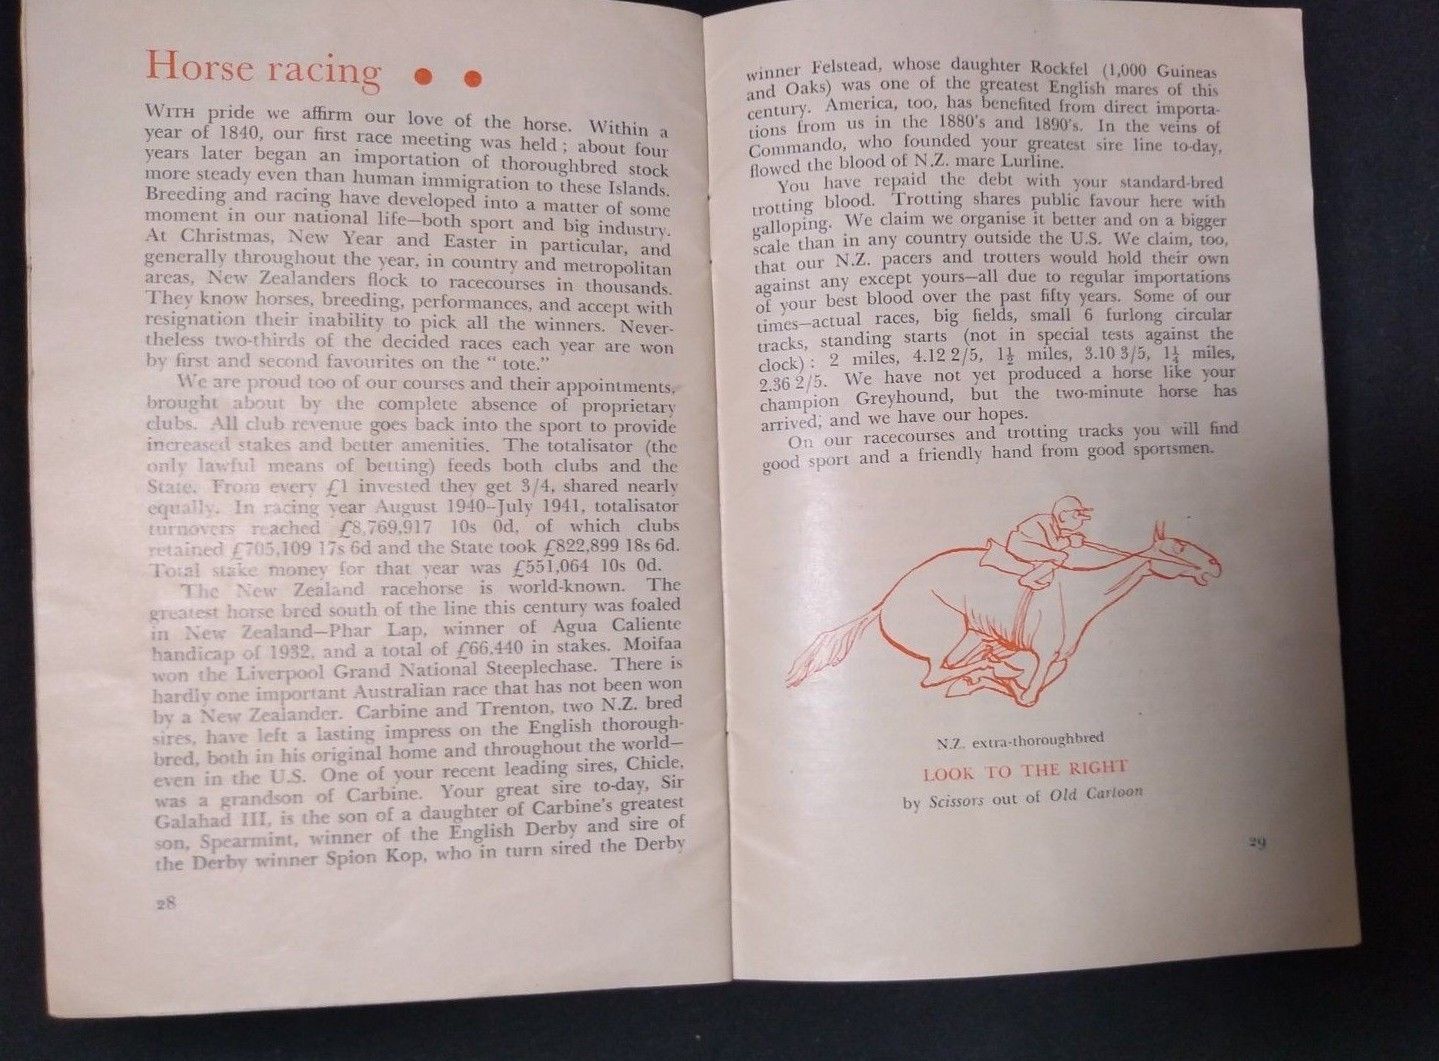 Horse racing
WITH pride we affirm our love of the horse. Within a
year of 1840, our first race meeting was held; about four
years later began an importation of thoroughbred stock
more steady even than human immigration to these Islands.
Breeding and racing have developed into a matter of some
moment in our national life—both sport and big industry.
At Christmas, New Year and Easter in particular, and
generally throughout the year, in country and metropolitan
areas, New Zealanders flock to racecourses in thousands.
They know horses, breeding, performances, and accept with
resignation their inability to pick all the winners. Never-
theless two-thirds of the decided races each year are won
by first and second favourites on the “ tote.”
We are proud too of our courses and their appointments,
brought about by the complete absence of proprietary
clubs. All club revenue goes back into the sport to provide
increased stakes and better amenities. The totalisator (the
only lawful means of betting) feeds both clubs and the
State. From every £1 invested they get 3/4, shared nearly
equally. In racing year August 1940–July 1941, totalisator
turnovers reached £8,769,917 10s 0d, of which clubs
retained £705,109 17s 6d and the State took £822,899 18s 6d.
Total stake money for that year was £551,064 10s 0d.
The New Zealand racehorse is world-known. The
greatest horse bred south of the line this century was foaled
in New Zealand—Phar Lap, winner of Agua Caliente
handicap of 1932, and a total of £66,440 in stakes. Moifaa
won the Liverpool Grand National Steeplechase. There is
hardly one important Australian race that has not been won
by a New Zealander. Carbine and Trenton, two N.Z. bred
sires, have left a lasting impress on the English thorough-
bred, both in his original home and throughout the world—
even in the U.S. One of your recent leading sires, Chicle,
was a grandson of Carbine. Your great sire to-day, Sir
Galahad III, is the son of a daughter of Carbine's greatest
son, Spearmint, winner of the English Derby and sire of
the Derby winner Spion Kop, who in turn sired the Derby
28
winner Felstead, whose daughter Rockfel (1,000 Guineas
and Oaks) was one of the greatest English mares of this
century. America, too, has benefited from direct importa-
tions from us in the 1880's and 1890's. In the veins of
Commando, who founded your greatest sire line to-day,
flowed the blood of N.Z. mare Lurline.
You have repaid the debt with your standard-bred
trotting blood. Trotting shares public favour here with
galloping. We claim we organise it better and on a bigger
scale than in any country outside the U.S. We claim, too,
that our N.Z. pacers and trotters would hold their own
against any except yours—all due to regular importations
of your best blood over the past fifty years. Some of our
times—actual races, big fields, small 6 furlong circular
tracks, standing starts (not in special tests against the
clock) : 2 miles, 4.12 2/5, 1½ miles, 3.10 3/5, 1¼ miles,
2.36 2/5. We have not yet produced a horse like your
champion Greyhound, but the two-minute horse has
arrived, and we have our hopes.
On our racecourses and trotting tracks you will find
good sport and a friendly hand from good sportsmen.
N.Z. extra-thoroughbred
LOOK TO THE RIGHT
by Scissors out of Old Cartoon
29